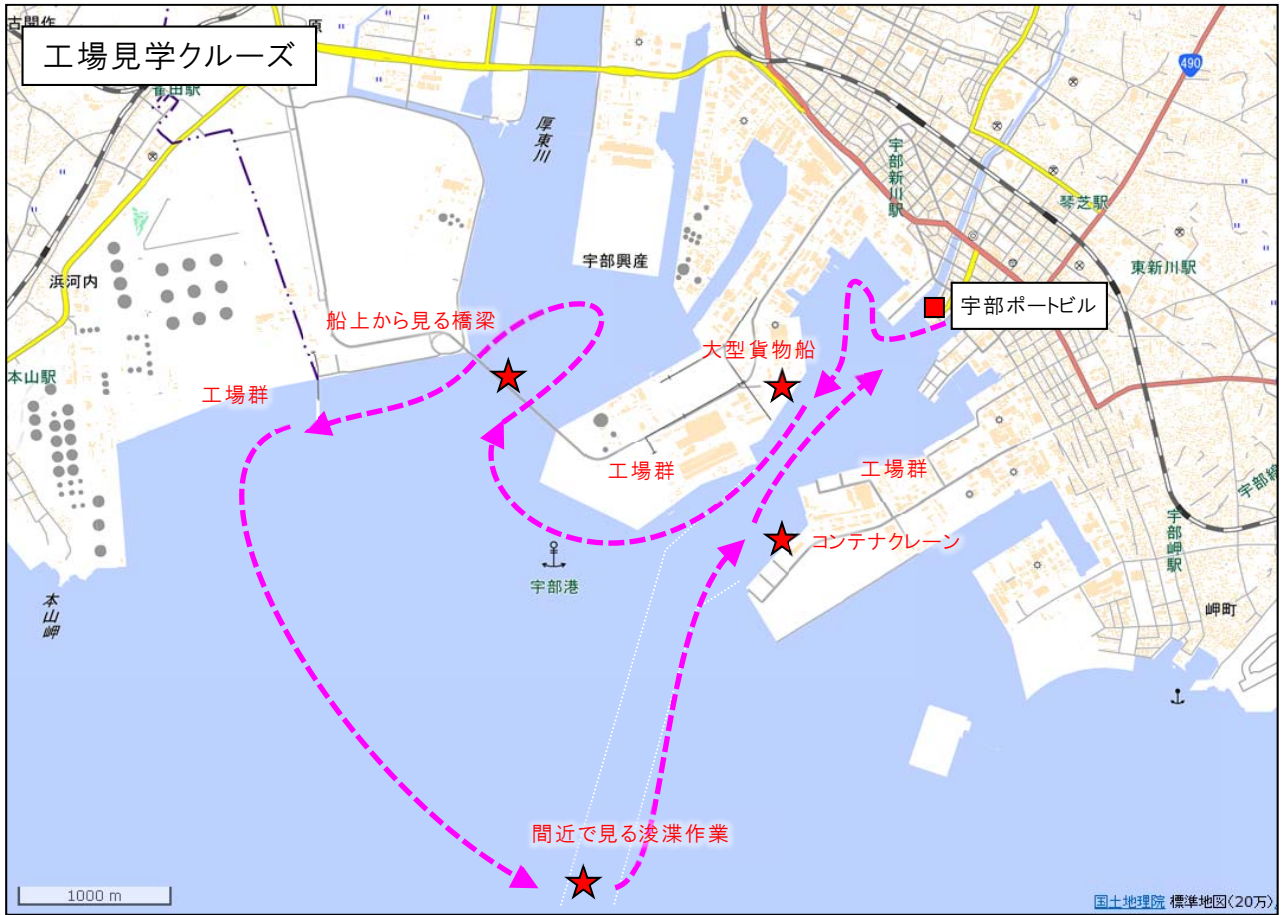 古開作
原
工場見学クルーズ
雀田駅
490
厚東川
宇部新川駅
琴芝駅
宇部興産
東新川駅
浜河内
宇部ポートビル
船上から見る橋梁
大型貨物船
本山駅
工場群
工場群
工場群
宇部線
宇部岬駅
コンテナクレーン
宇部港
本山岬
岬町
間近で見る浚渫作業
1000 m
国土地理院 標準地図(20万)